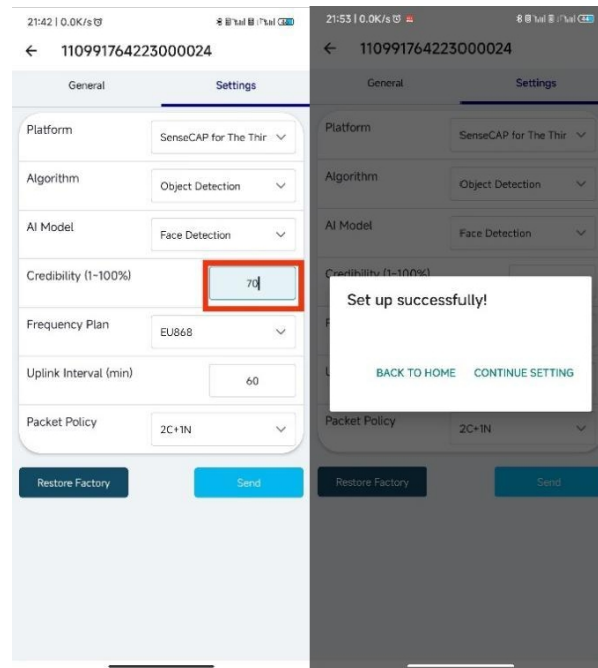 21:42 | 0.0K/s
← 110991764223000024
General Settings
Platform SenseCAP for The Thir
Algorithm Object Detection
AI Model Face Detection
Credibility (1~100%) 70
Frequency Plan EU868
Uplink Interval (min) 60
Packet Policy 2C+1N
Restore Factory Send
21:53 | 0.0K/s
← 110991764223000024
General Settings
Platform SenseCAP for The Thir
Algorithm Object Detection
AI Model Face Detection
Credibility (1~100%)
Set up successfully!
BACK TO HOME CONTINUE SETTING
Packet Policy 2C+1N
Restore Factory Send